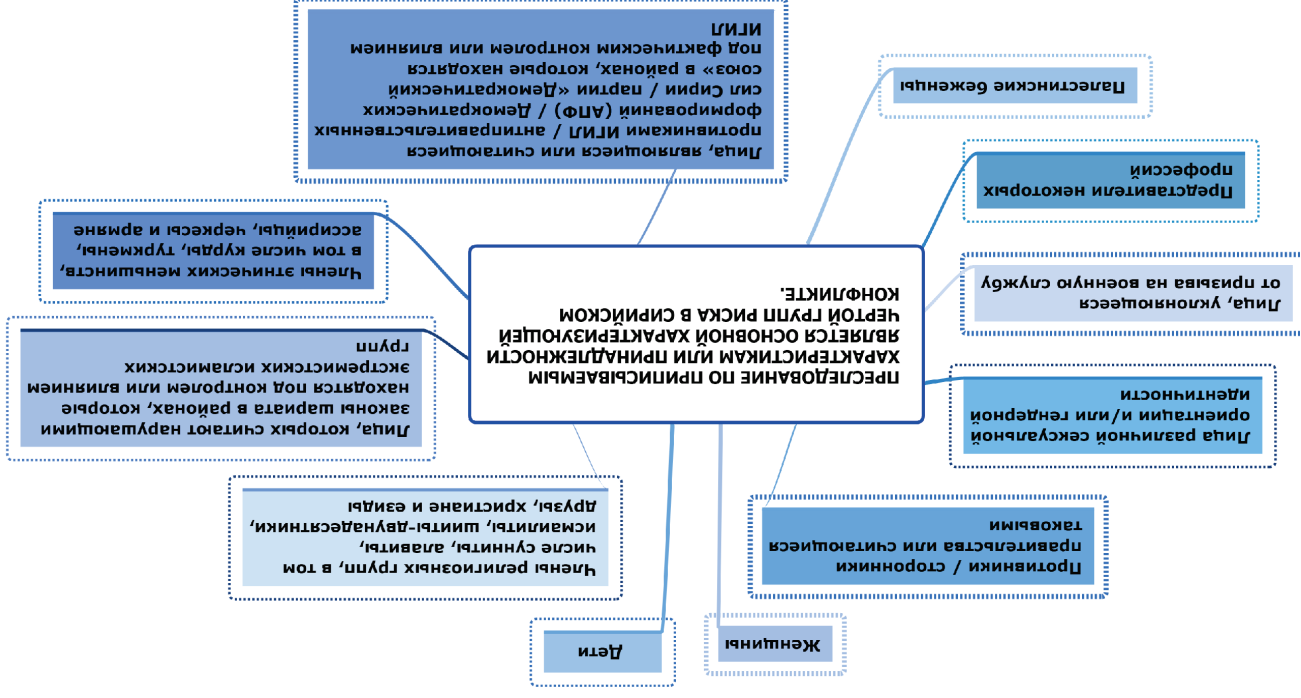 Женщины
Дети
Противники / сторонники
правительства или считающиеся
таковыми
Члены религиозных групп, в том
числе сунниты, алавиты,
исмаилиты, шииты-двунадесятники,
друзы, христиане и езиды
Лица различной сексуальной
ориентации и/или гендерной
идентичности
ПРЕСЛЕДОВАНИЕ ПО ПРИПИСЫВАЕМЫМ
ХАРАКТЕРИСТИКАМ ИЛИ ПРИНАДЛЕЖНОСТИ
ЯВЛЯЕТСЯ ОСНОВНОЙ ХАРАКТЕРИЗУЮЩЕЙ
ЧЕРТОЙ ГРУПП РИСКА В СИРИЙСКОМ
КОНФЛИКТЕ.
Лица, которых считают нарушающими
законы шариата в районах, которые
находятся под контролем или влиянием
экстремистских исламистских
групп
Лица, уклоняющееся
от призыва на военную службу
Члены этнических меньшинств,
в том числе курды, туркмены,
ассирийцы, черкесы и армяне
Представители некоторых
профессий
Палестинские беженцы
Лица, являющиеся или считающиеся
противниками ИГИЛ / антиправительственных
формирований (АПФ) / Демократических
сил Сирии / партии «Демократический
союз» в районах, которые находятся
под фактическим контролем или влиянием
ИГИЛ